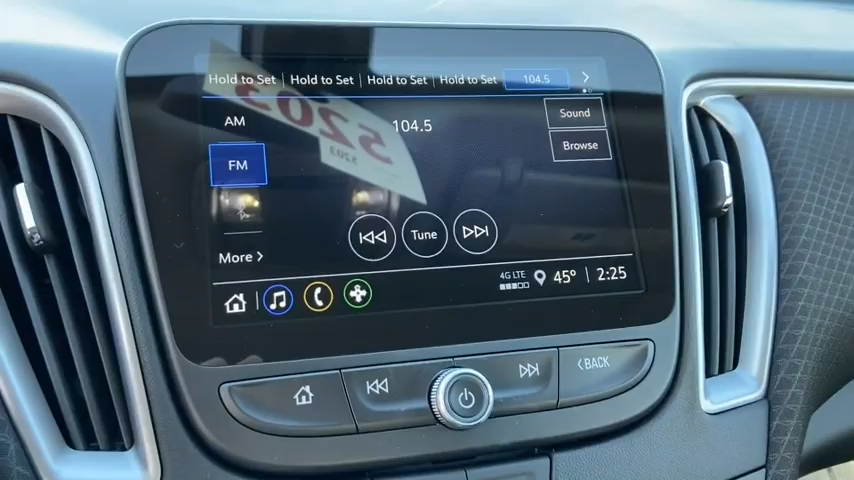 Hold to Set Hold to Set Hold to Set Hold to Set 104.5
AM
104.5
Sound
FM
Browse
5203
5203
Tune
More
4G LTE
45° 2:25
BACK